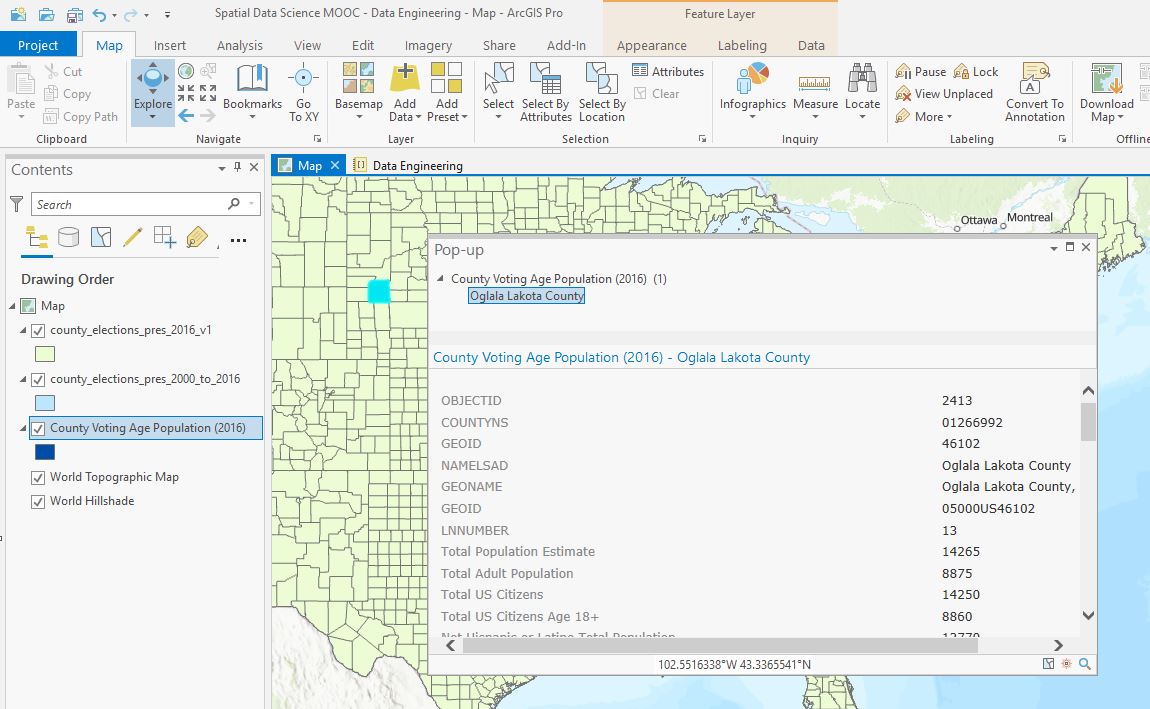 Spatial Data Science MOOC - Data Engineering - Map - ArcGIS Pro
Feature Layer
Project Map Insert Analysis View Edit Imagery Share Add-In Appearance Labeling Data
Paste
Cut
Copy
Copy Path
Clipboard
Explore
Bookmarks
Go To XY
Navigate
Basemap
Add Data
Add Preset
Layer
Select
Select By Attributes
Select By Location
Attributes
Clear
Selection
Infographics
Measure
Locate
Inquiry
Pause
Lock
View Unplaced
More
Convert To Annotation
Labeling
Download Map
Offline
Contents
Search
Drawing Order
Map
county_elections_pres_2016_v1
county_elections_pres_2000_to_2016
County Voting Age Population (2016)
World Topographic Map
World Hillshade
Map
Data Engineering
Ottawa
Montreal
Pop-up
County Voting Age Population (2016) (1)
Oglala Lakota County
County Voting Age Population (2016) - Oglala Lakota County
OBJECTID 2413
COUNTYNS 01266992
GEOID 46102
NAMELSAD Oglala Lakota County
GEONAME Oglala Lakota County,
GEOID 05000US46102
LNNUMBER 13
Total Population Estimate 14265
Total Adult Population 8875
Total US Citizens 14250
Total US Citizens Age 18+ 8860
Not Hispanic or Latino Total Population
102.5516338°W 43.3365541°N